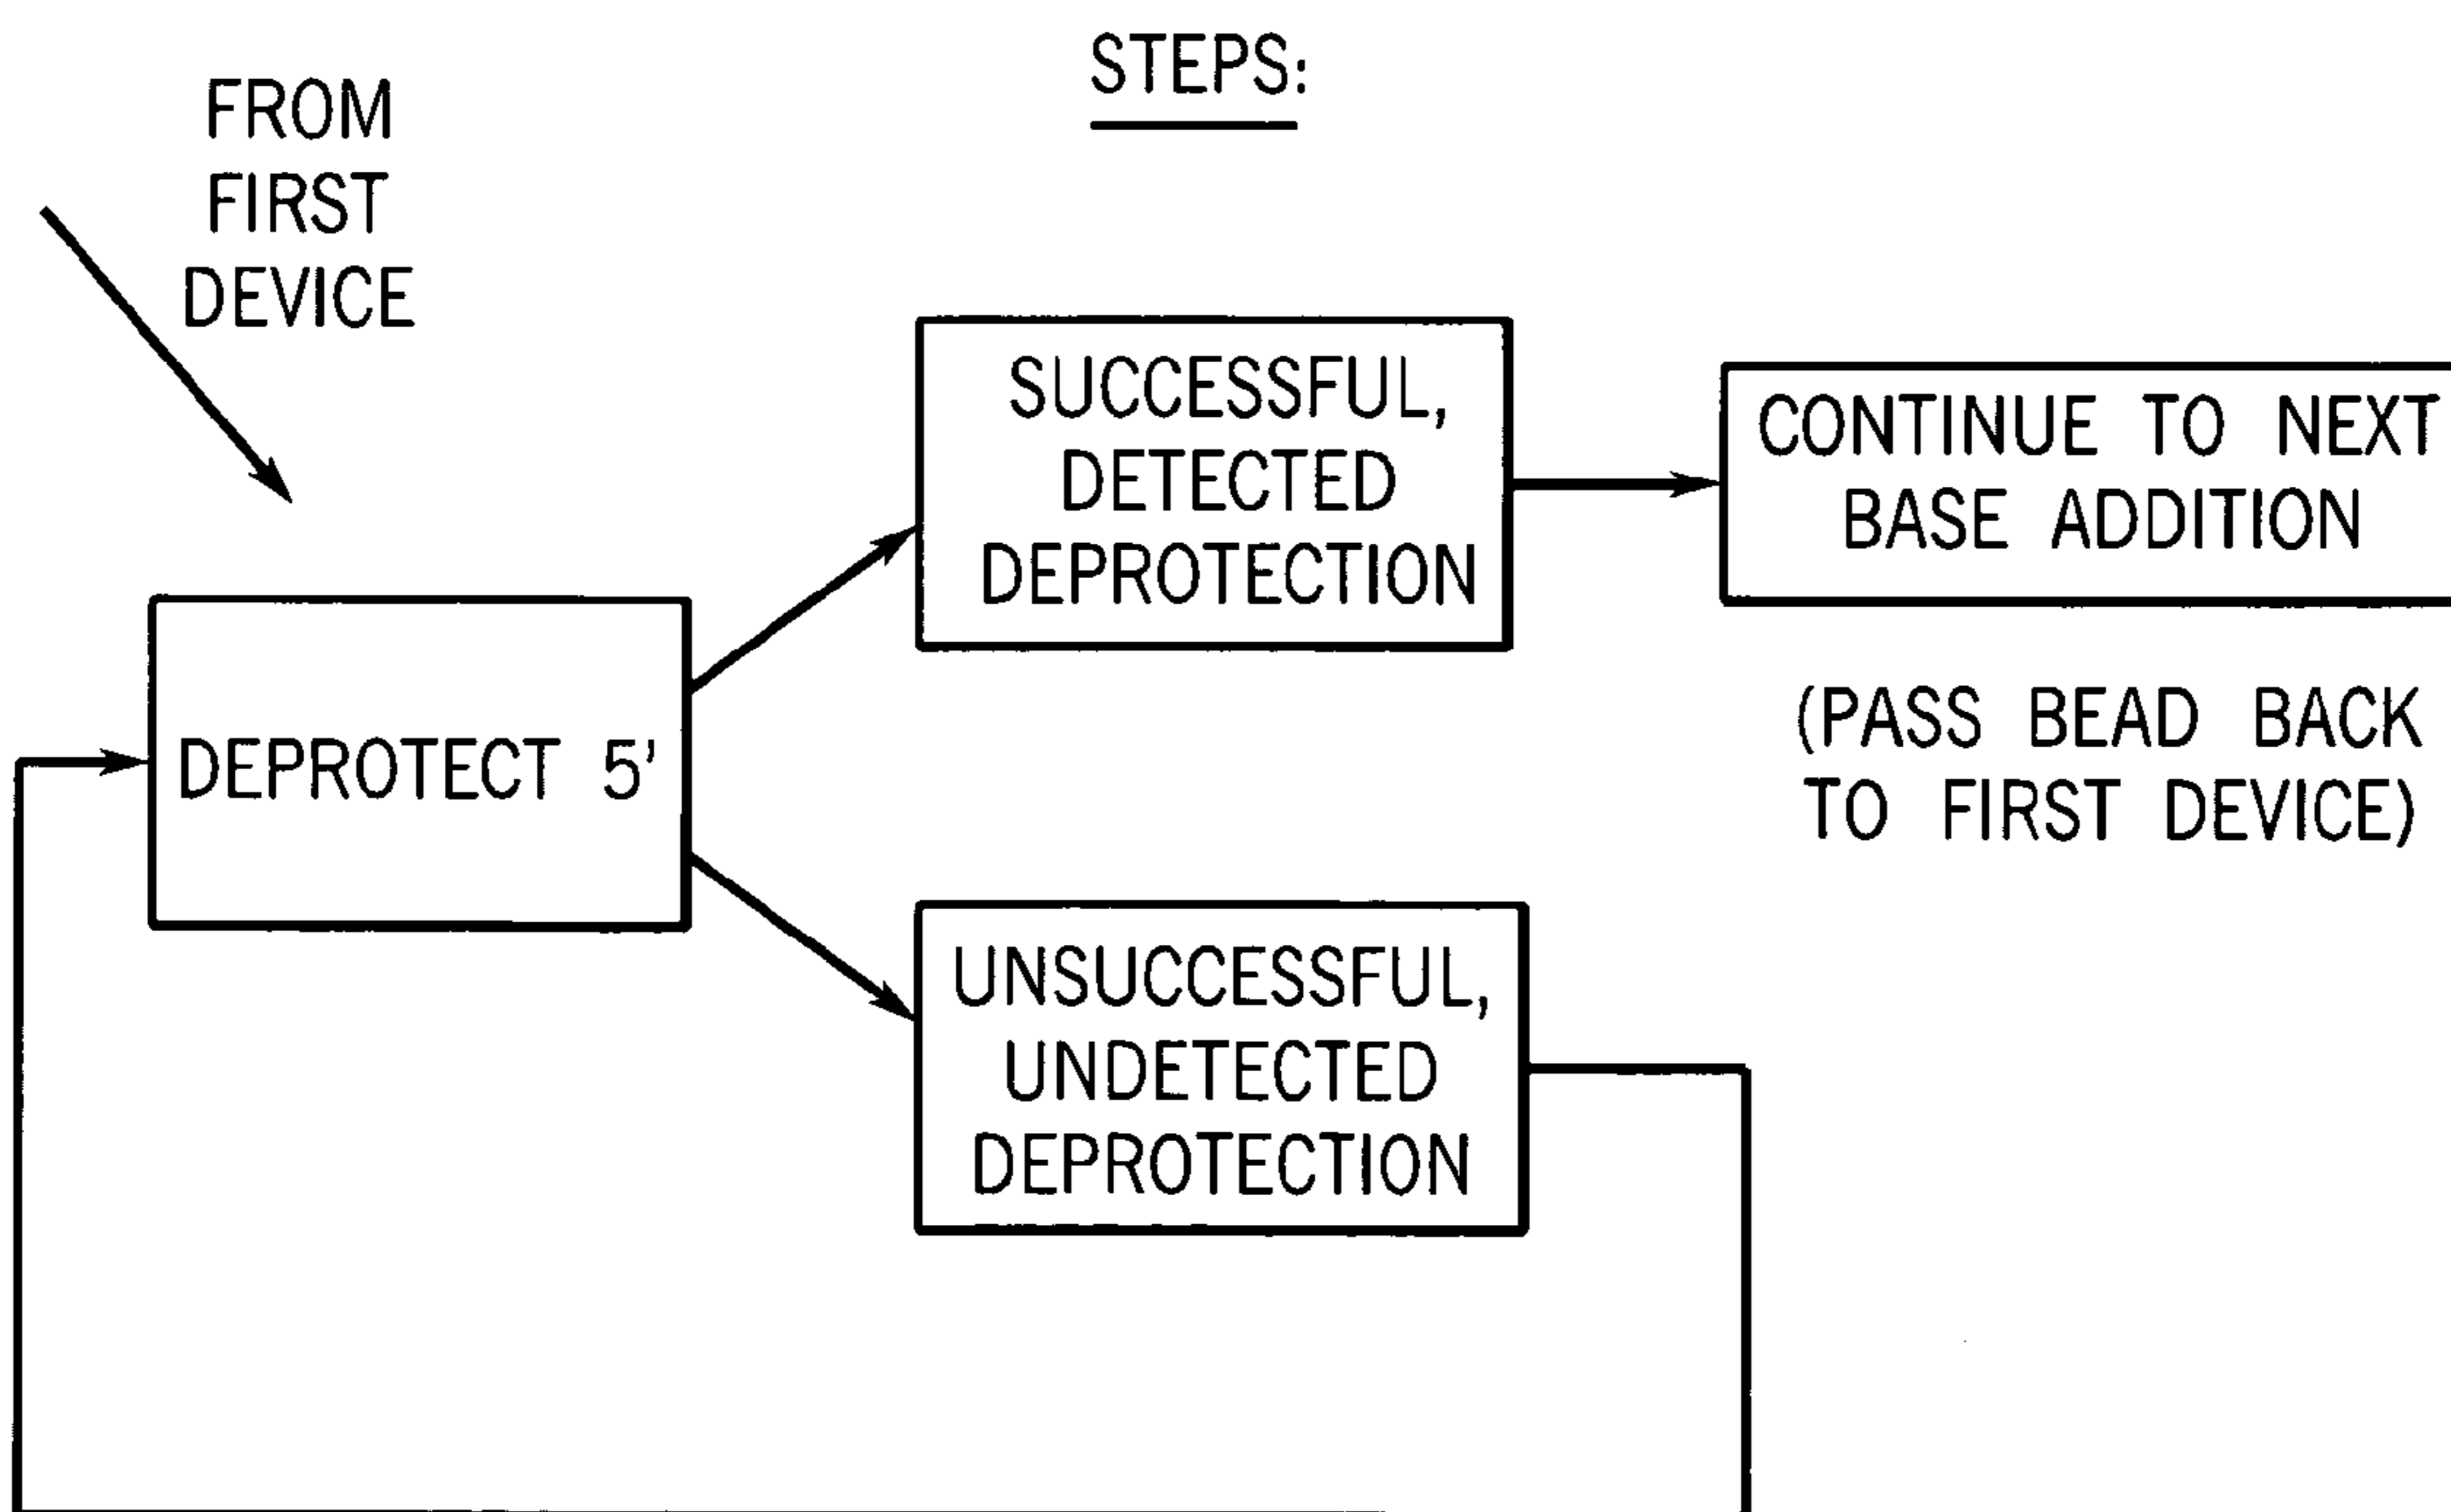 STEPS:
FROM
FIRST
DEVICE
SUCCESSFUL,
DETECTED
DEPROTECTION
CONTINUE TO NEXT
BASE ADDITION
DEPROTECT 5'
(PASS BEAD BACK
TO FIRST DEVICE)
UNSUCCESSFUL,
UNDETECTED
DEPROTECTION